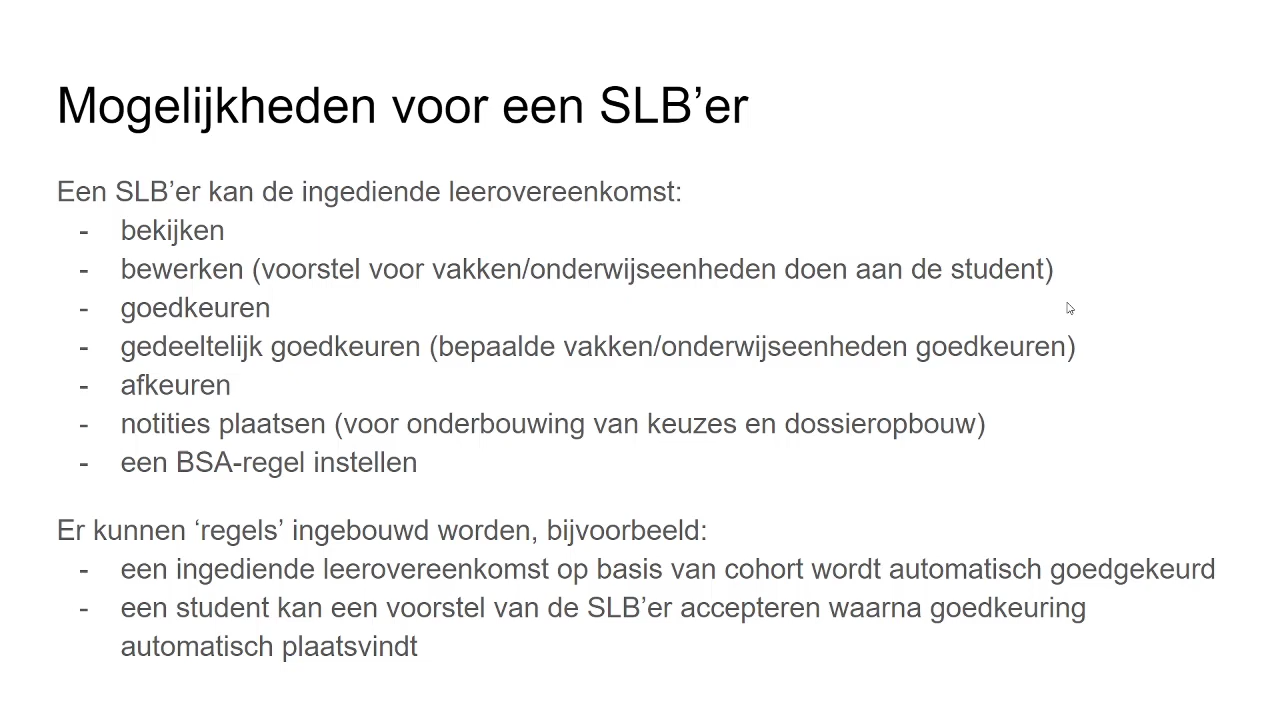 Mogelijkheden voor een SLB’er
Een SLB’er kan de ingediende leerovereenkomst:
- bekijken
- bewerken (voorstel voor vakken/onderwijseenheden doen aan de student)
- goedkeuren
- gedeeltelijk goedkeuren (bepaalde vakken/onderwijseenheden goedkeuren)
- afkeuren
- notities plaatsen (voor onderbouwing van keuzes en dossieropbouw)
- een BSA-regel instellen
Er kunnen ‘regels’ ingebouwd worden, bijvoorbeeld:
- een ingediende leerovereenkomst op basis van cohort wordt automatisch goedgekeurd
- een student kan een voorstel van de SLB’er accepteren waarna goedkeuring
automatisch plaatsvindt